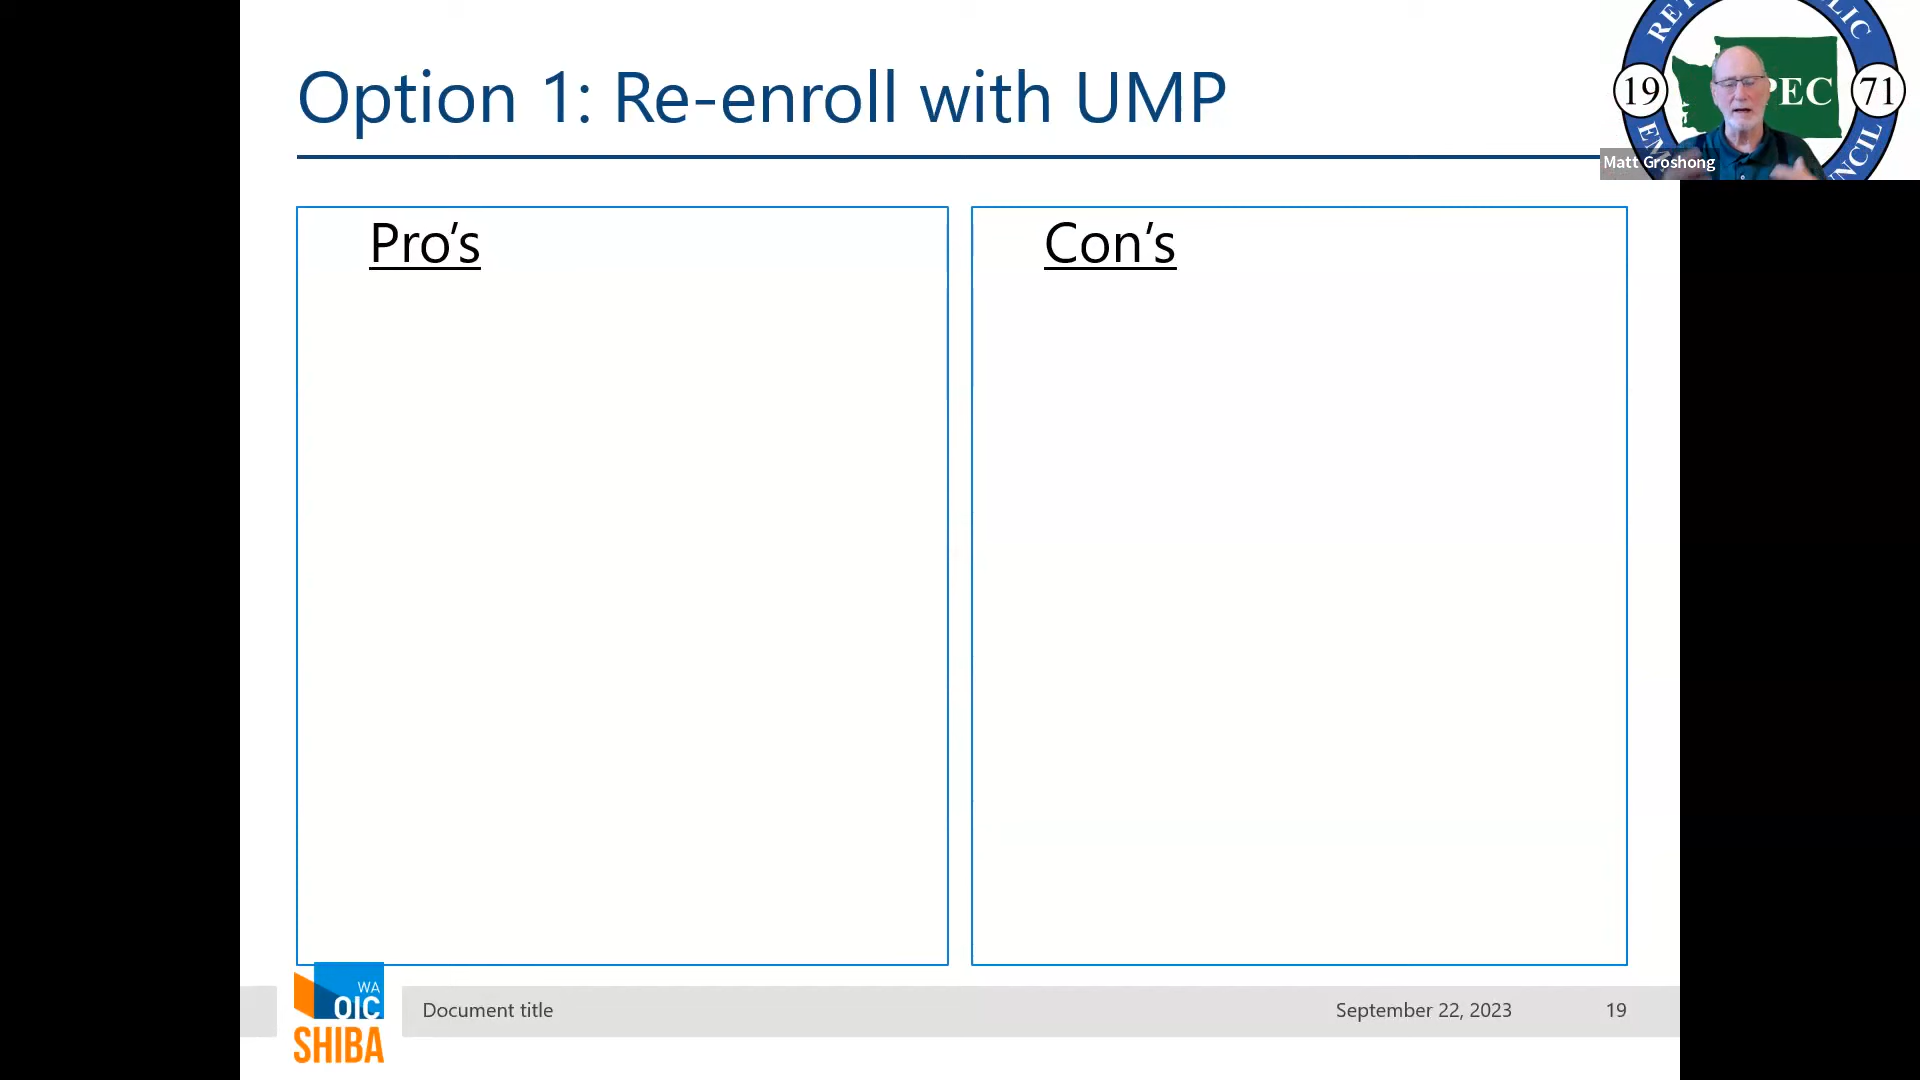 Option 1: Re-enroll with UMP
19
PEC
71
Matt Groshong
Pro’s
Con’s
WA
OIC
SHIBA
Document title
September 22, 2023
19